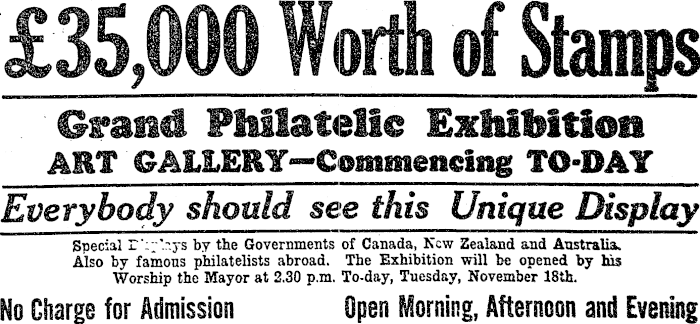 £35,000 Worth of Stamps
Grand Philatelic Exhibition
ART GALLERY—Commencing TO-DAY
Everybody should see this Unique Display
Special by the Governments of Canada, New Zealand and Australia.
Also by famous philatelists abroad. The Exhibition will be opened by his
Worship the Mayor at 2.30 p.m. To-day, Tuesday, November 18th.
No Charge for Admission Open Morning, Afternoon and Evening